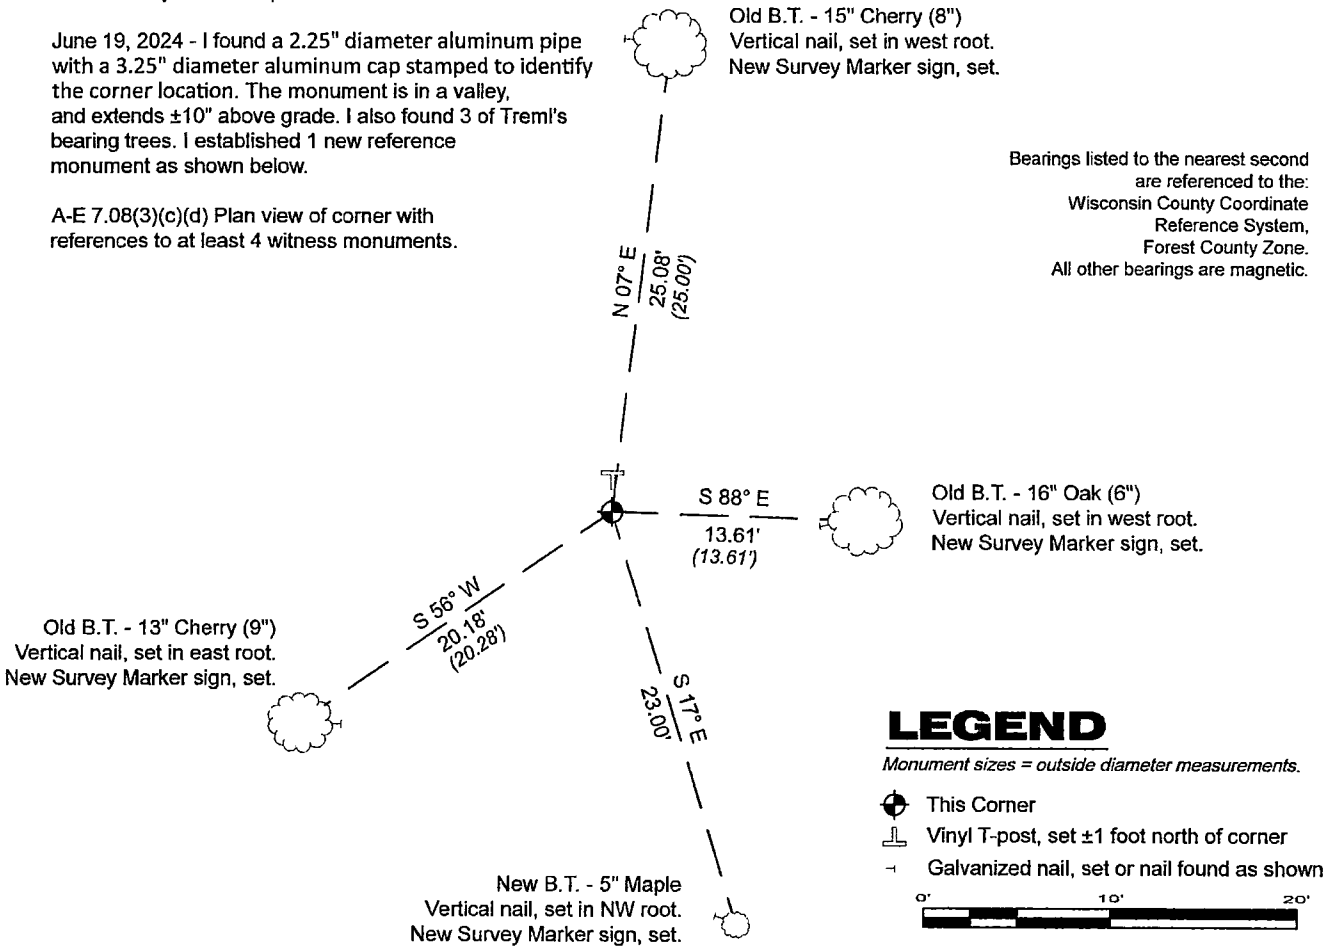 June 19, 2024 - I found a 2.25" diameter aluminum pipe
with a 3.25" diameter aluminum cap stamped to identify
the corner location. The monument is in a valley,
and extends ±10" above grade. I also found 3 of Treml's
bearing trees. I established 1 new reference
monument as shown below.
A-E 7.08(3)(c)(d) Plan view of corner with
references to at least 4 witness monuments.
Old B.T. - 15" Cherry (8")
Vertical nail, set in west root.
New Survey Marker sign, set.
Bearings listed to the nearest second
are referenced to the:
Wisconsin County Coordinate
Reference System,
Forest County Zone.
All other bearings are magnetic.
N 07° E
25.08'
(25.00')
S 88° E
13.61'
(13.61')
Old B.T. - 16" Oak (6")
Vertical nail, set in west root.
New Survey Marker sign, set.
S 56° W
20.18'
(20.28')
Old B.T. - 13" Cherry (9")
Vertical nail, set in east root.
New Survey Marker sign, set.
S 17° E
23.00'
New B.T. - 5" Maple
Vertical nail, set in NW root.
New Survey Marker sign, set.
LEGEND
Monument sizes = outside diameter measurements.
This Corner
Vinyl T-post, set ±1 foot north of corner
Galvanized nail, set or nail found as shown
0' 10' 20'